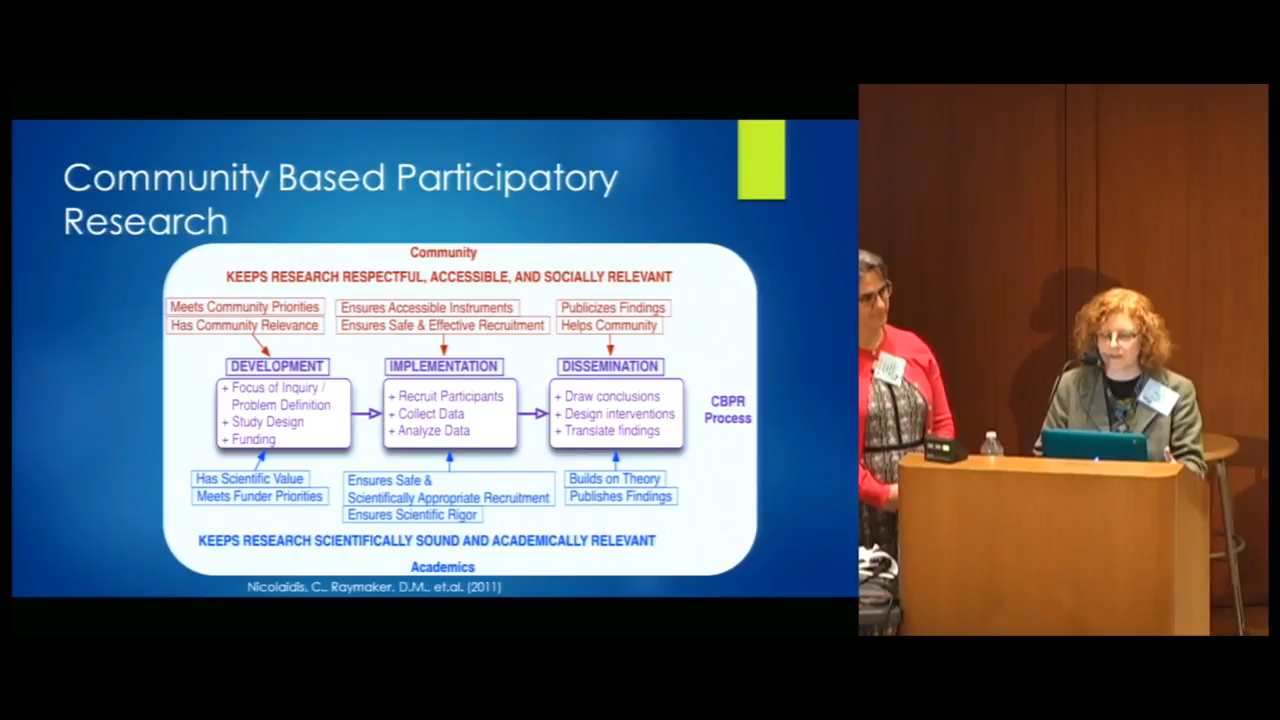 Community Based Participatory
Research
Community
KEEPS RESEARCH RESPECTFUL, ACCESSIBLE, AND SOCIALLY RELEVANT
Meets Community Priorities
Has Community Relevance
Ensures Accessible Instruments
Ensures Safe & Effective Recruitment
Publicizes Findings
Helps Community
DEVELOPMENT
+ Focus of Inquiry /
Problem Definition
+ Study Design
+ Funding
IMPLEMENTATION
+ Recruit Participants
+ Collect Data
+ Analyze Data
DISSEMINATION
+ Draw conclusions
+ Design interventions
+ Translate findings
CBPR
Process
Has Scientific Value
Meets Funder Priorities
Ensures Safe &
Scientifically Appropriate Recruitment
Ensures Scientific Rigor
Builds on Theory
Publishes Findings
KEEPS RESEARCH SCIENTIFICALLY SOUND AND ACADEMICALLY RELEVANT
Academics
Nicolaidis, C., Raymaker, D.M., et.al. (2011)